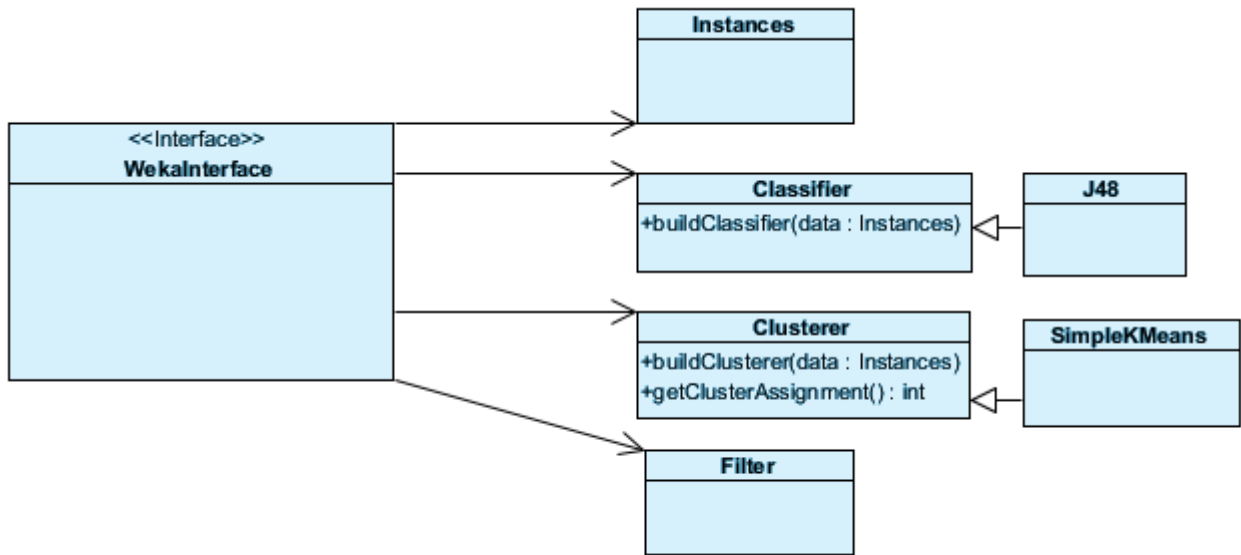 Instances
<<Interface>>
WekaInterface
Classifier
+buildClassifier(data : Instances)
J48
Clusterer
+buildClusterer(data : Instances)
+getClusterAssignment() : int
SimpleKMeans
Filter